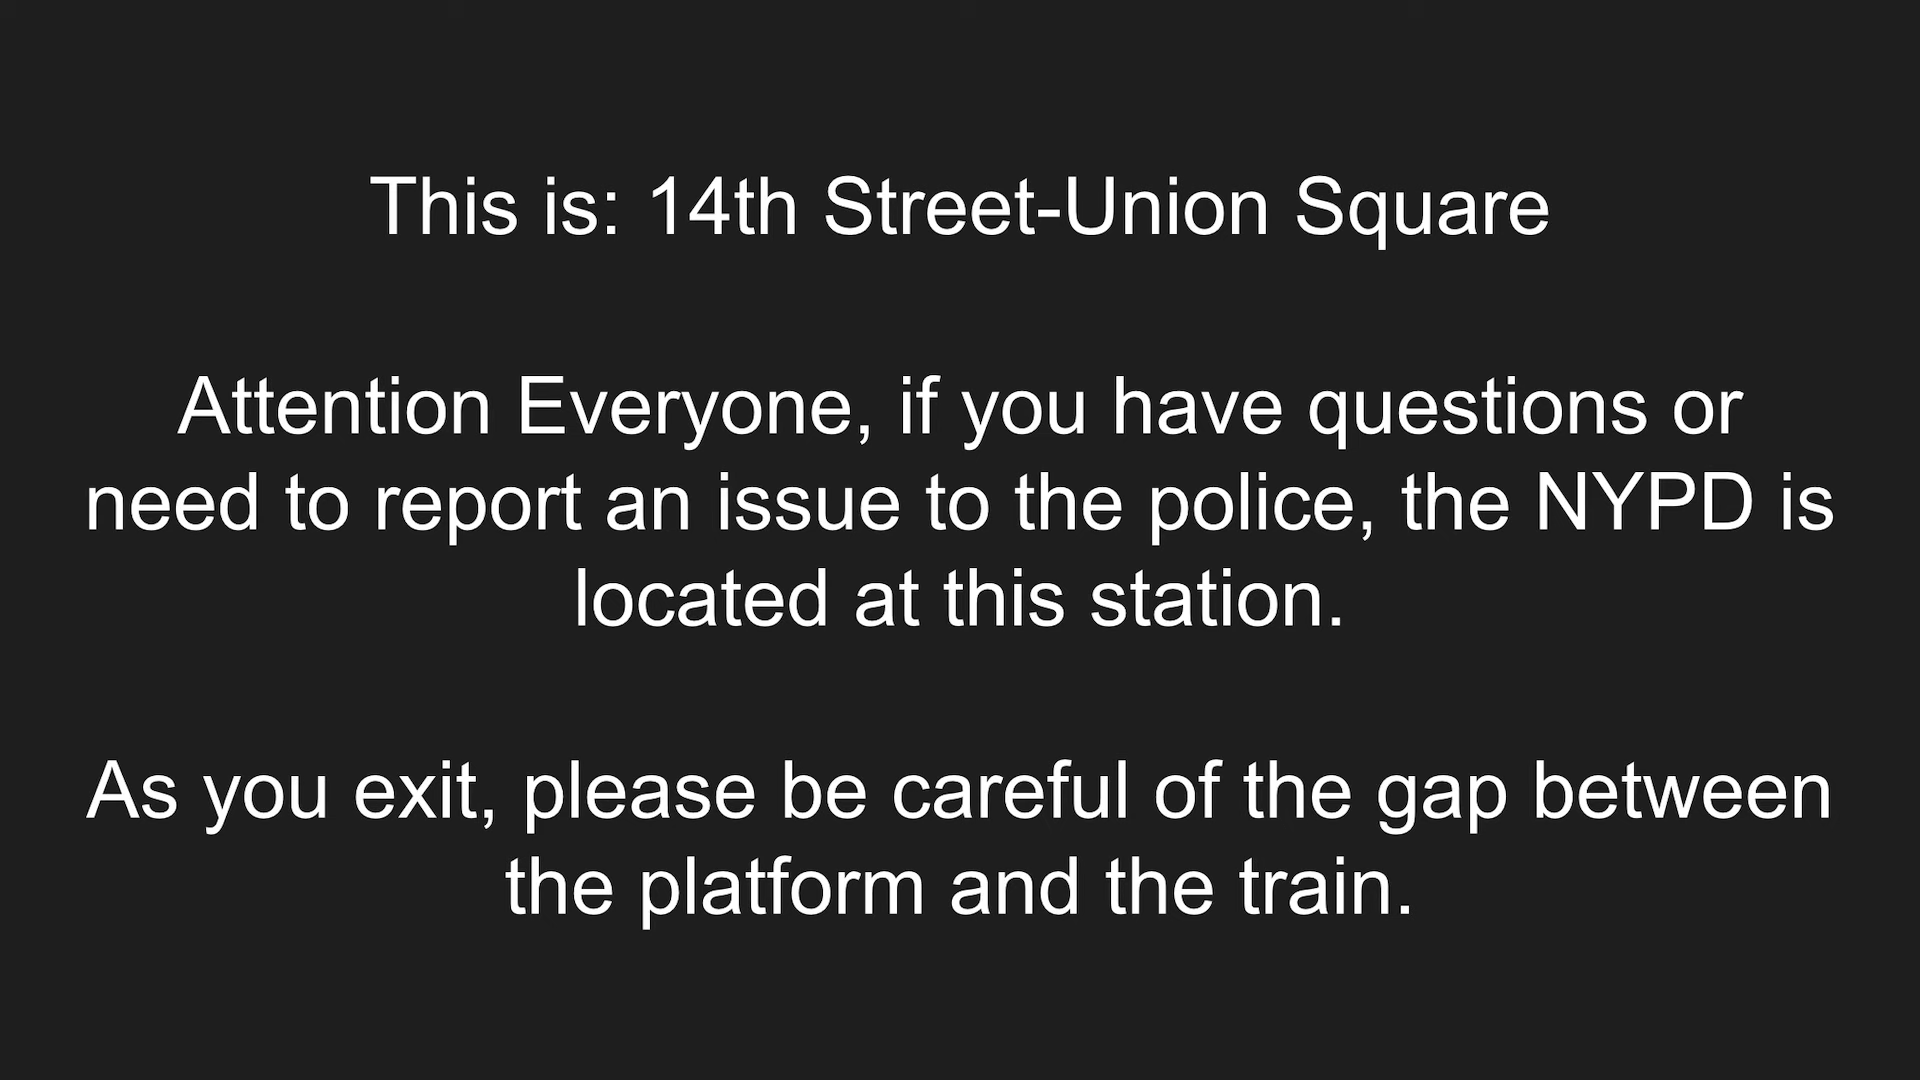 This is: 14th Street-Union Square
Attention Everyone, if you have questions or
need to report an issue to the police, the NYPD is
located at this station.
As you exit, please be careful of the gap between
the platform and the train.